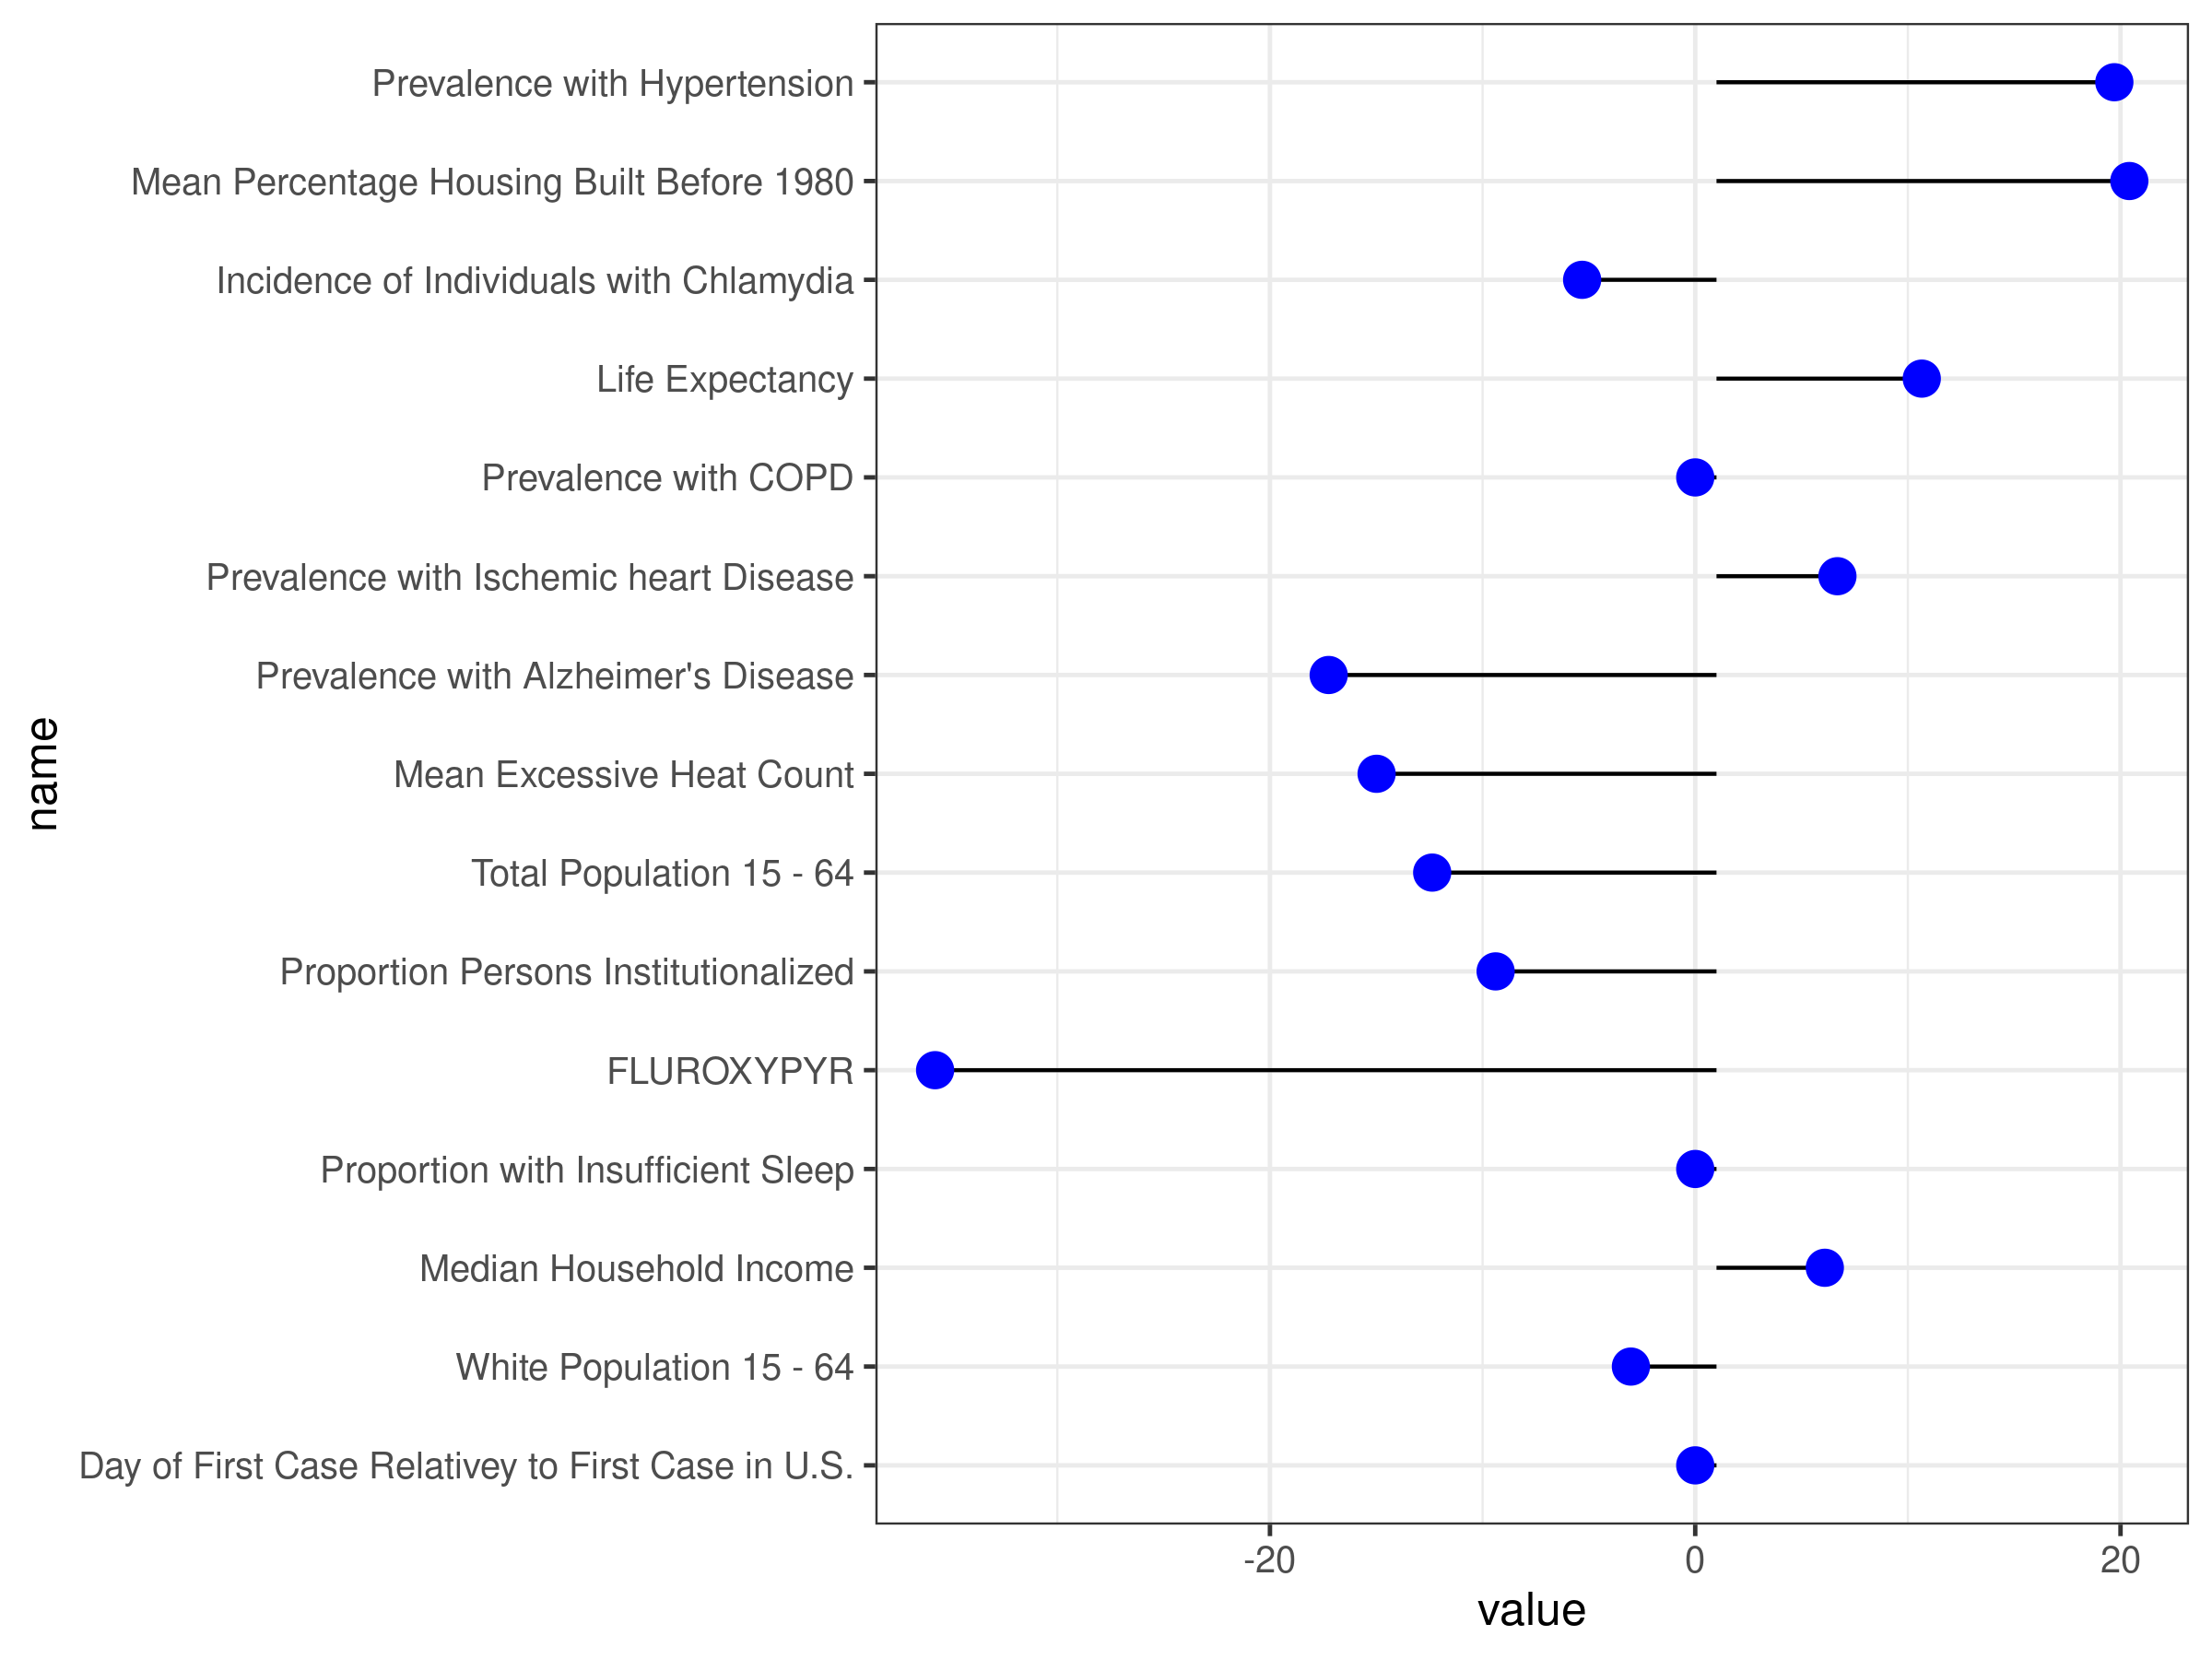 Prevalence with Hypertension
Mean Percentage Housing Built Before 1980
Incidence of Individuals with Chlamydia
Life Expectancy
Prevalence with COPD
Prevalence with Ischemic heart Disease
Prevalence with Alzheimer's Disease
Mean Excessive Heat Count
Total Population 15 - 64
Proportion Persons Institutionalized
FLUROXYPYR
Proportion with Insufficient Sleep
Median Household Income
White Population 15 - 64
Day of First Case Relativey to First Case in U.S.
name
-20 0 20
value